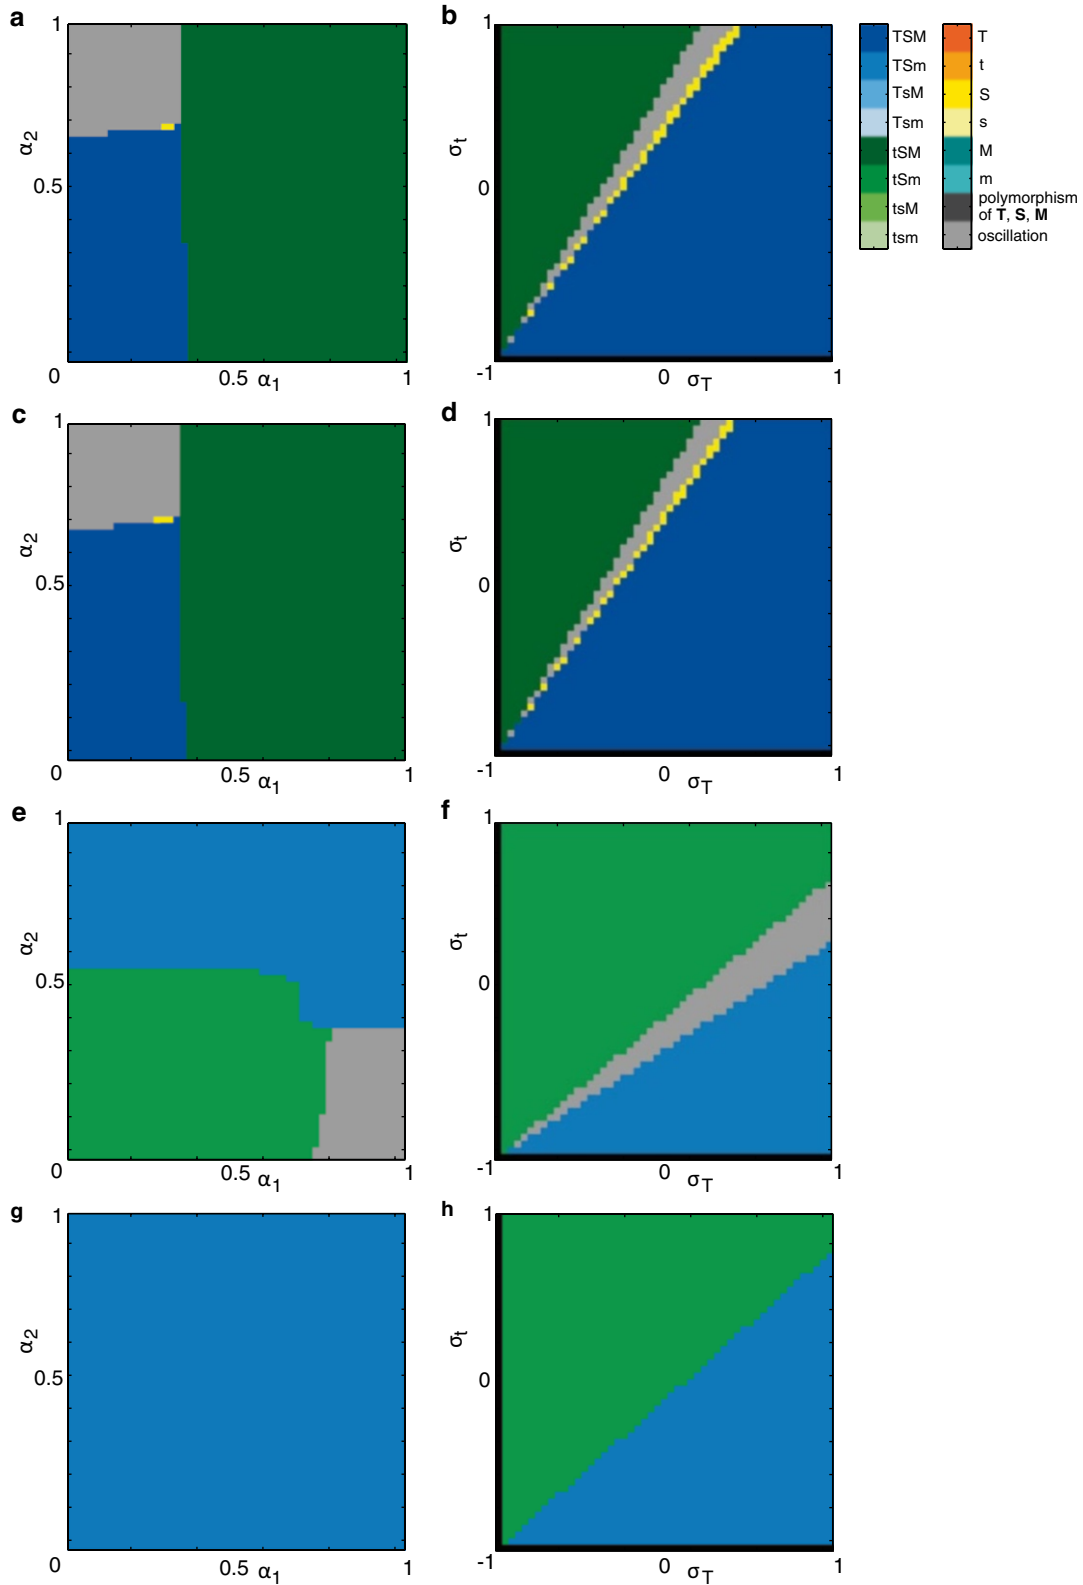 a
1
α2
0.5
0
0.5 α1
1
b
1
σt
0
-1
0 σT
1
TSM
TSm
TsM
Tsm
tSM
tSm
tsM
tsm
T
t
S
s
M
m
polymorphism
of T, S, M
oscillation
c
1
α2
0.5
0
0.5 α1
1
d
1
σt
0
-1
0 σT
1
e
1
α2
0.5
0
0.5 α1
1
f
1
σt
0
-1
0 σT
1
g
1
α2
0.5
0
0.5 α1
1
h
1
σt
0
-1
0 σT
1